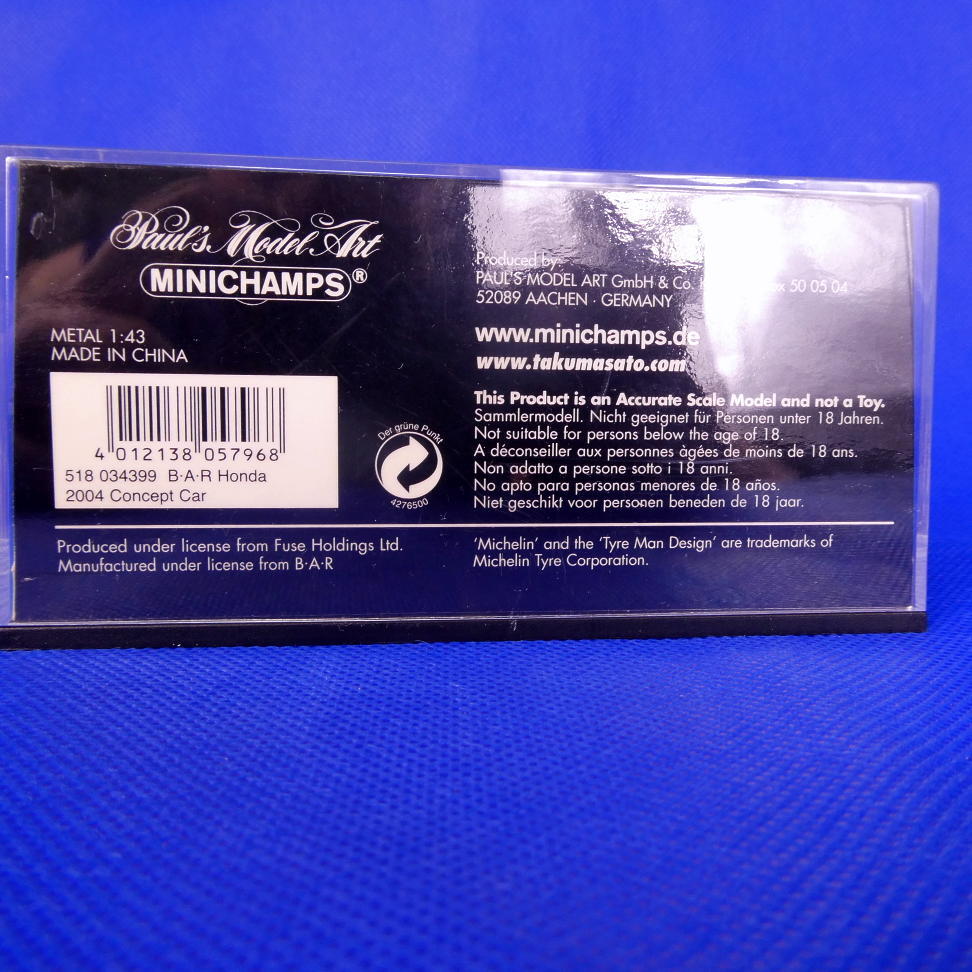 Paul's Model Art
MINICHAMPS®
METAL 1:43
MADE IN CHINA
4 012138 057968
518 034399 B·A·R Honda
2004 Concept Car
Der grüne Punkt
4276500
Produced by
PAUL'S MODEL ART GmbH & Co. 50 05 04
52089 AACHEN · GERMANY
www.minichamps.de
www.takumasato.com
This Product is an Accurate Scale Model and not a Toy.
Sammlermodell. Nicht geeignet für Personen unter 18 Jahren.
Not suitable for persons below the age of 18.
A déconseiller aux personnes àgées de moins de 18 ans.
Non adatto a persone sotto i 18 anni.
No apto para personas menores de 18 años.
Niet geschikt voor personen beneden de 18 jaar.
Produced under license from Fuse Holdings Ltd.
Manufactured under license from B·A·R
'Michelin' and the 'Tyre Man Design' are trademarks of
Michelin Tyre Corporation.